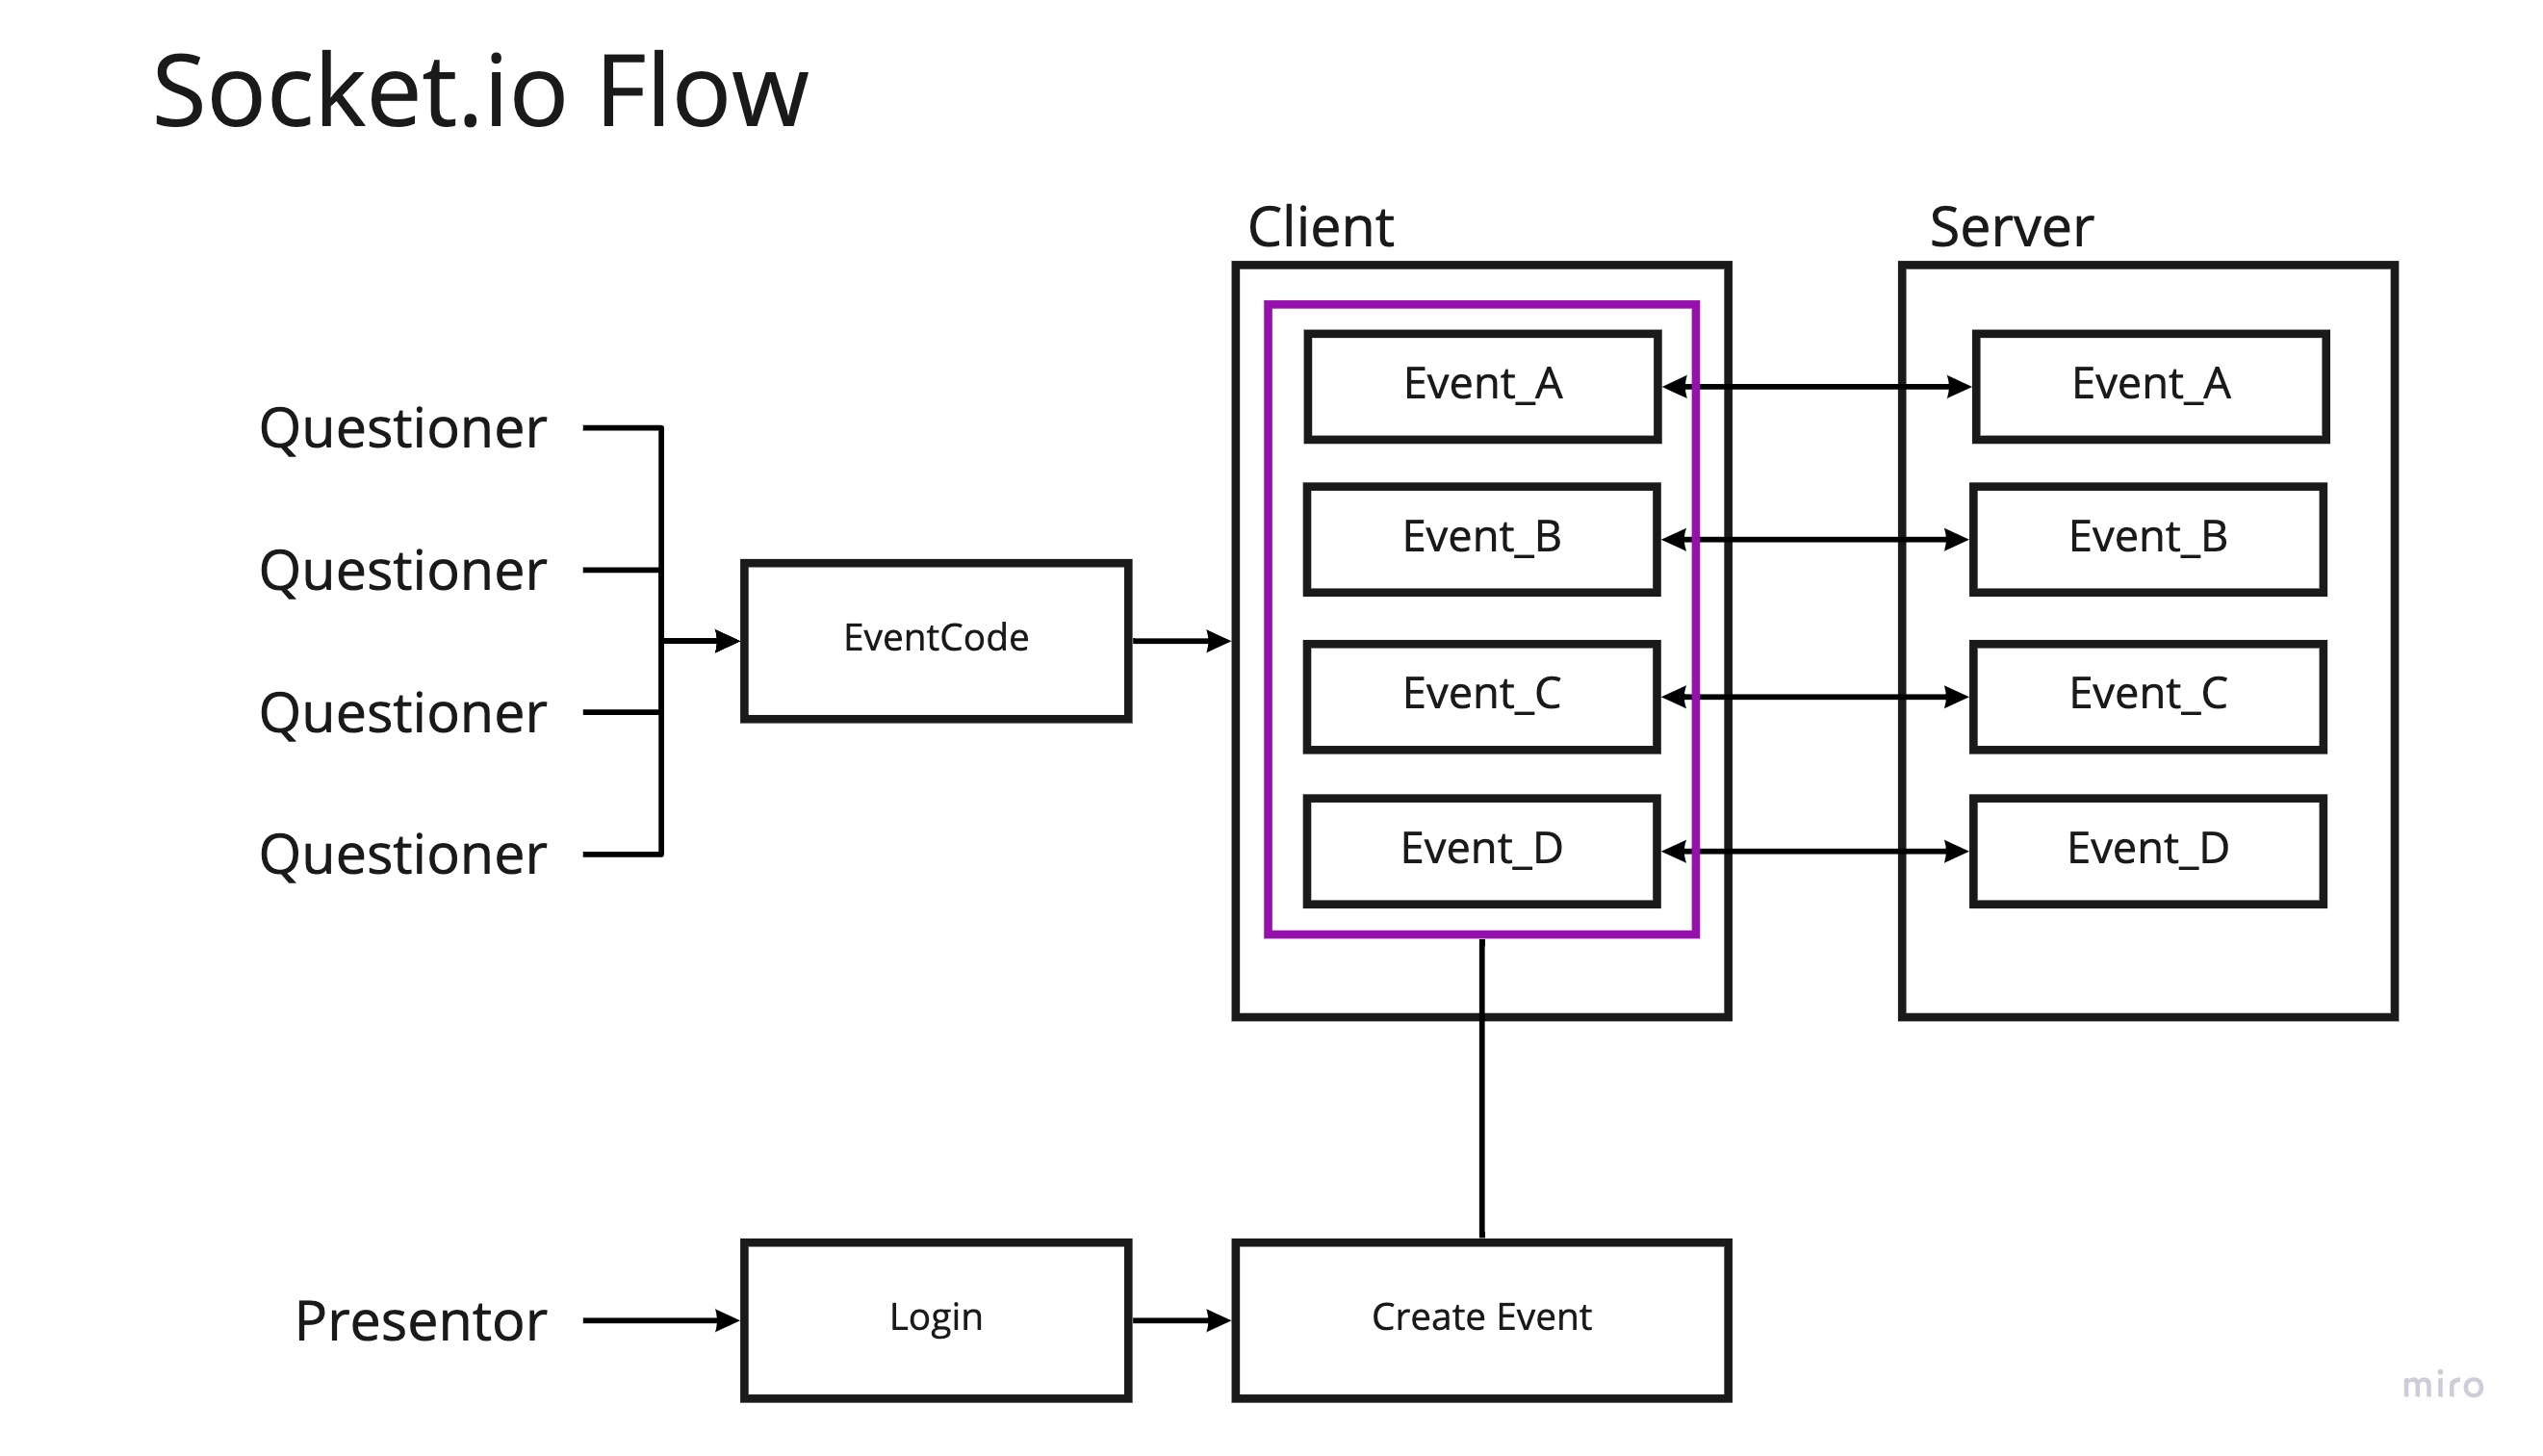 Socket.io Flow
Client
Server
Event_A
Event_A
Questioner
Event_B
Event_B
Questioner
EventCode
Event_C
Event_C
Questioner
Event_D
Event_D
Questioner
Presentor
Login
Create Event
miro